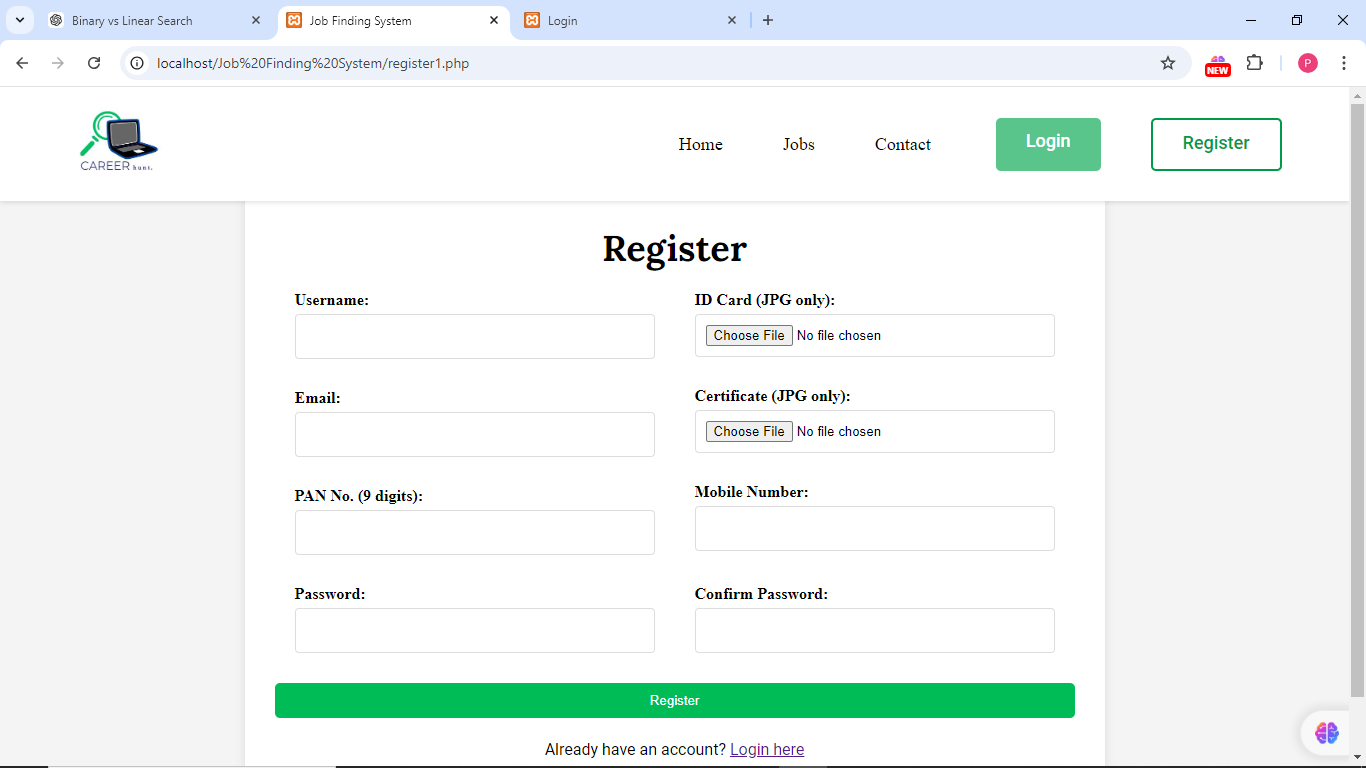 Binary vs Linear Search
Job Finding System
Login
localhost/Job%20Finding%20System/register1.php
NEW
P
CAREER hunt.
Home
Jobs
Contact
Login
Register
Register
Username:
ID Card (JPG only):
Choose File No file chosen
Email:
Certificate (JPG only):
Choose File No file chosen
PAN No. (9 digits):
Mobile Number:
Password:
Confirm Password:
Register
Already have an account? Login here